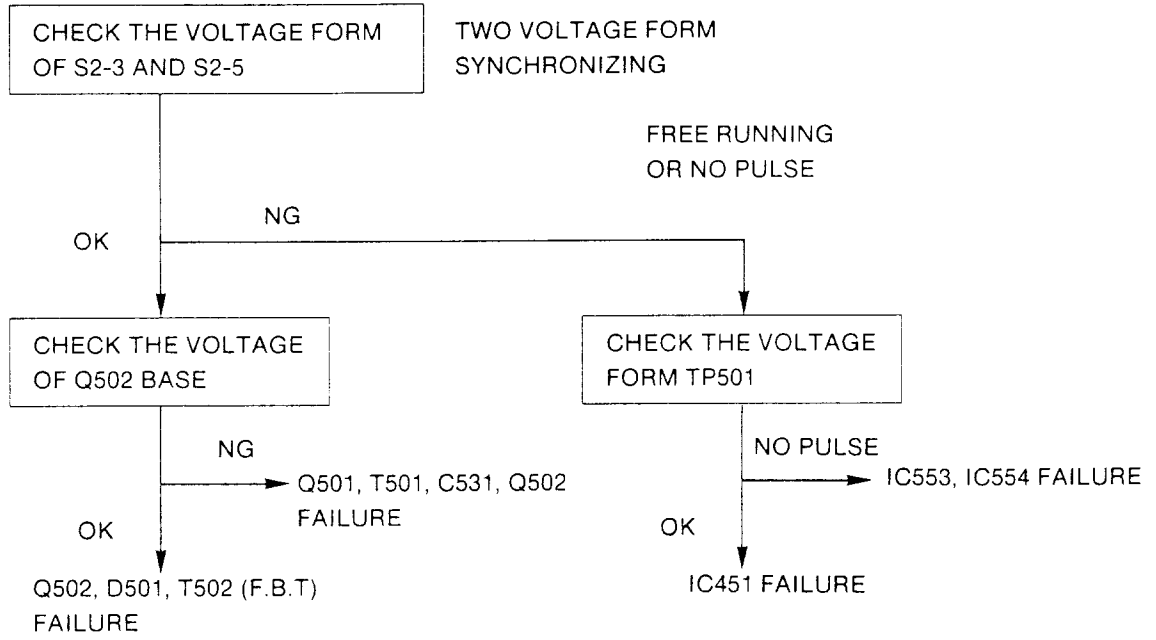 CHECK THE VOLTAGE FORM
OF S2-3 AND S2-5
TWO VOLTAGE FORM
SYNCHRONIZING
FREE RUNNING
OR NO PULSE
NG
OK
CHECK THE VOLTAGE
OF Q502 BASE
CHECK THE VOLTAGE
FORM TP501
NG
Q501, T501, C531, Q502
FAILURE
OK
Q502, D501, T502 (F.B.T)
FAILURE
NO PULSE
IC553, IC554 FAILURE
OK
IC451 FAILURE